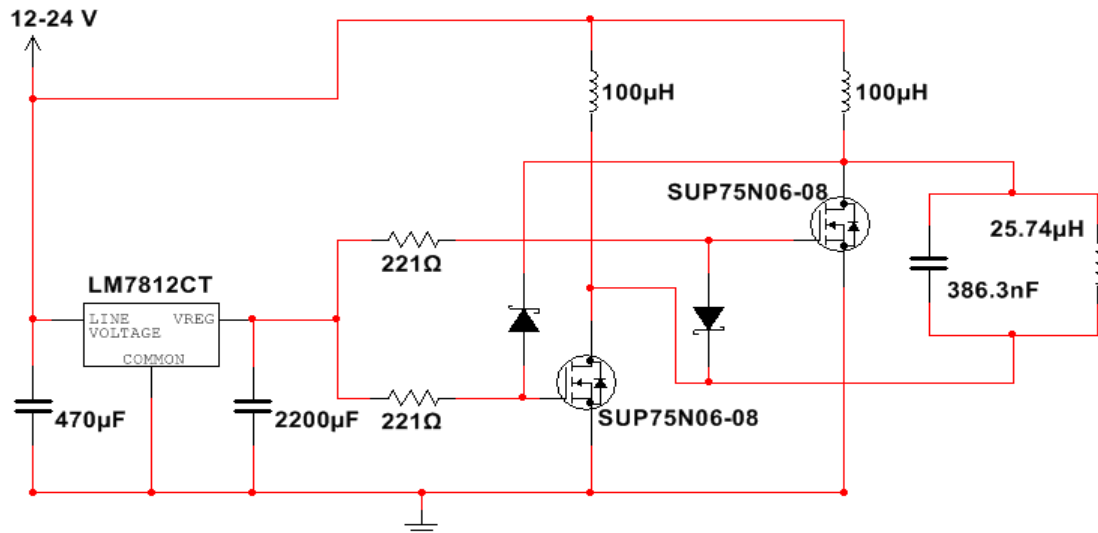 12-24 V
100µH
100µH
SUP75N06-08
25.74µH
221Ω
386.3nF
LM7812CT
LINE VREG
VOLTAGE
COMMON
470µF
2200µF
221Ω
SUP75N06-08